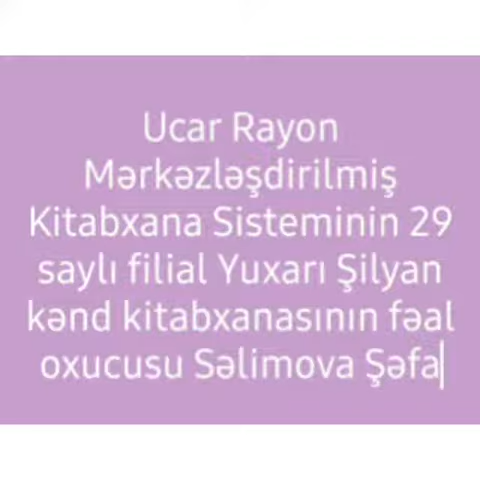 Ucar Rayon
Mərkəzləşdirilmiş
Kitabxana Sisteminin 29
saylı filial Yuxarı Şilyan
kənd kitabxanasının fəal
oxucusu Səlimova Şəfa